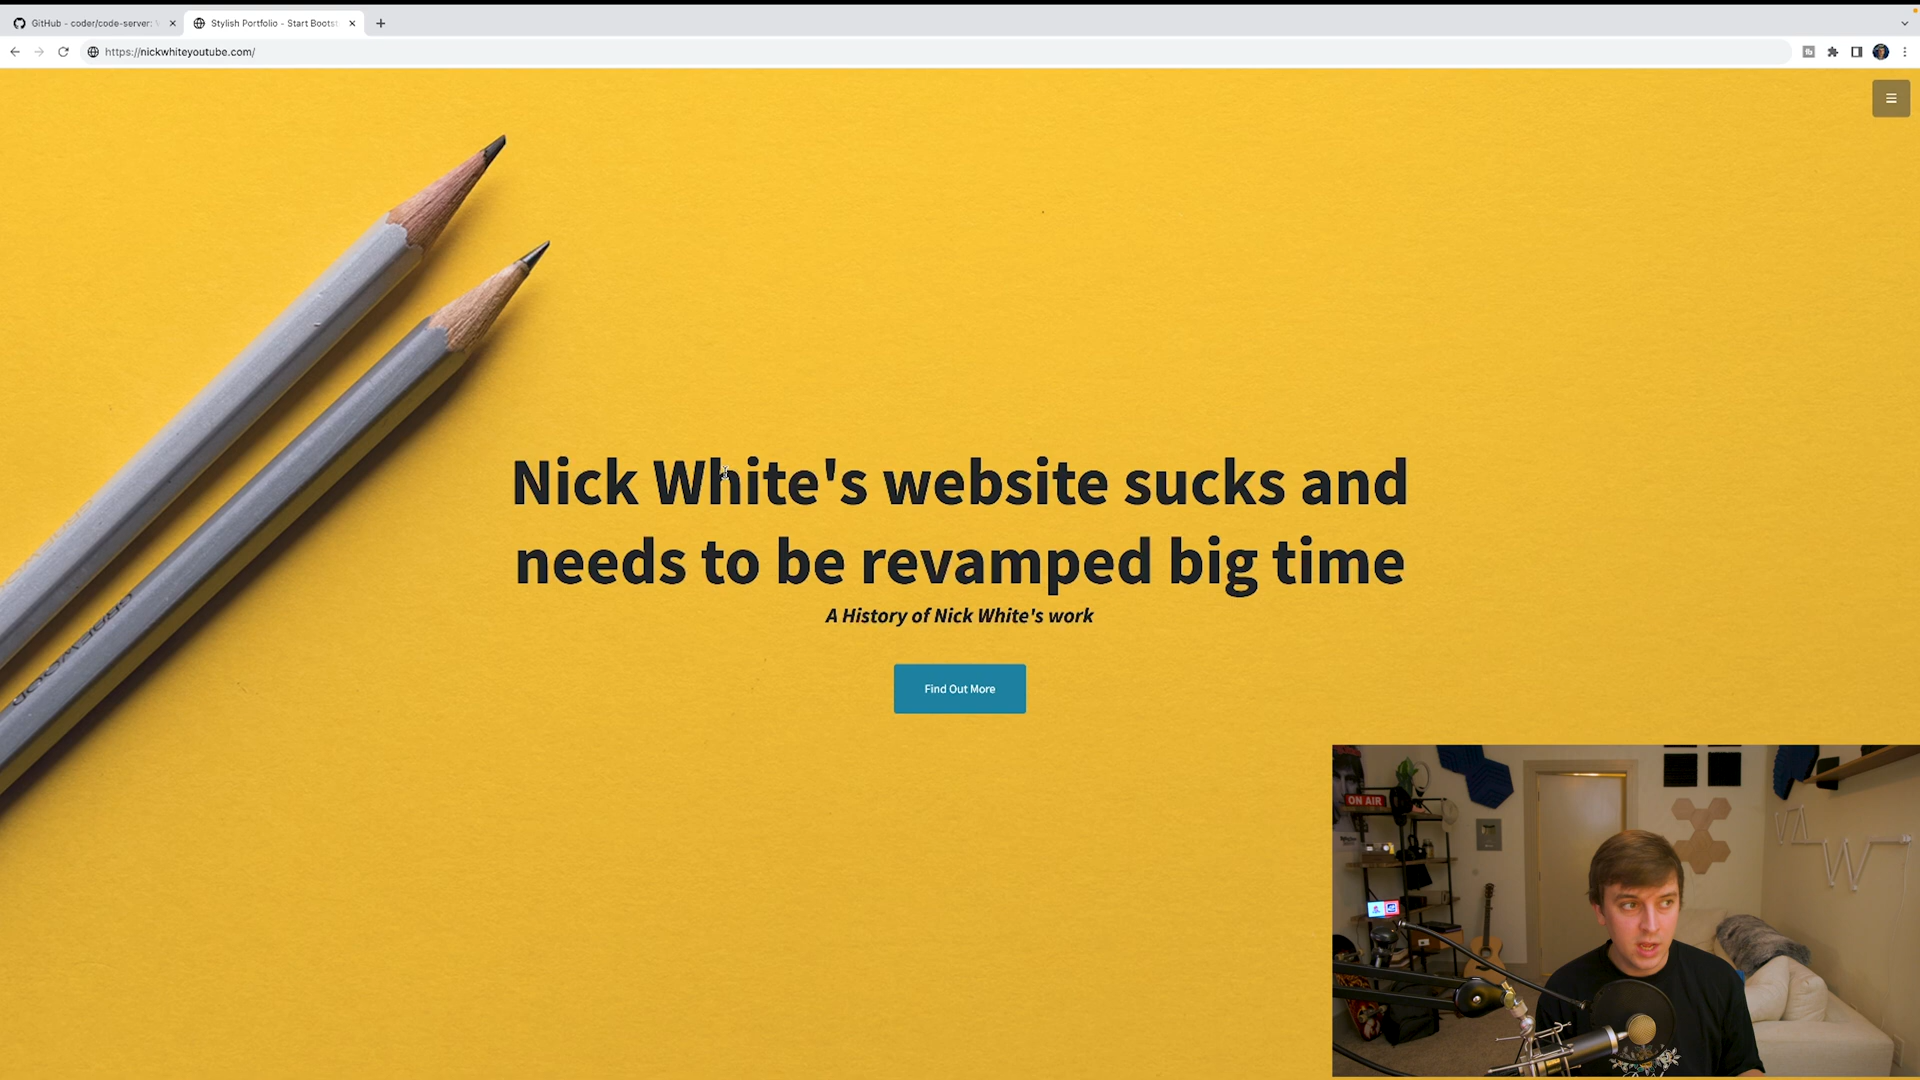 GitHub - coder/code-server:
Stylish Portfolio - Start Boots
https://nickwhiteyoutube.com/
Nick White's website sucks and
needs to be revamped big time
A History of Nick White's work
Find Out More
ON AIR